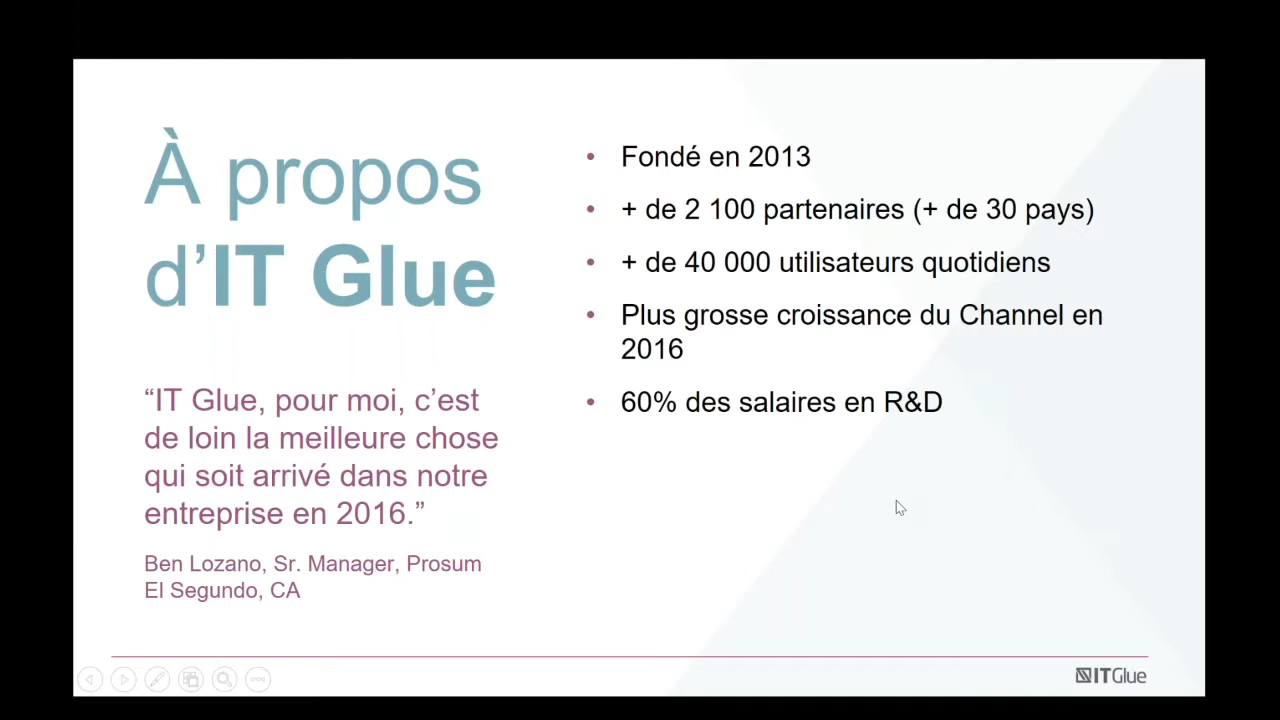 À propos
d’IT Glue
“IT Glue, pour moi, c’est
de loin la meilleure chose
qui soit arrivé dans notre
entreprise en 2016.”
Ben Lozano, Sr. Manager, Prosum
El Segundo, CA
• Fondé en 2013
• + de 2 100 partenaires (+ de 30 pays)
• + de 40 000 utilisateurs quotidiens
• Plus grosse croissance du Channel en
2016
• 60% des salaires en R&D
ITGlue